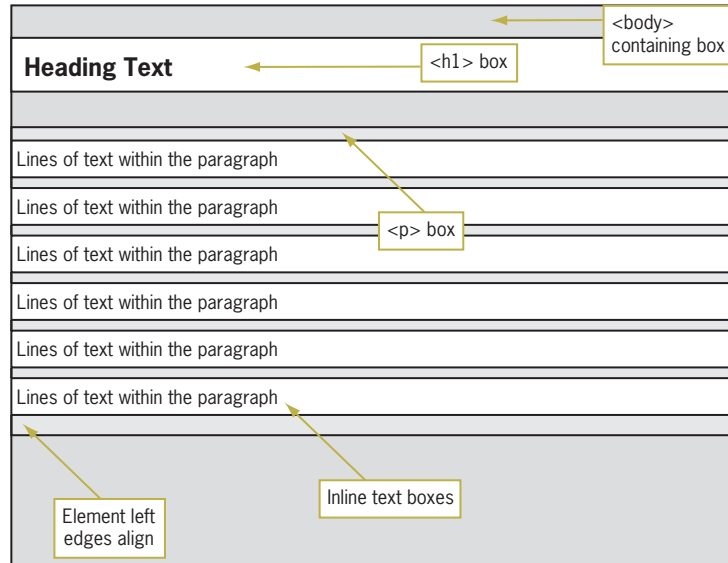 <body>
containing box
Heading Text
<h1> box
Lines of text within the paragraph
Lines of text within the paragraph
<p> box
Lines of text within the paragraph
Lines of text within the paragraph
Lines of text within the paragraph
Lines of text within the paragraph
Inline text boxes
Element left
edges align